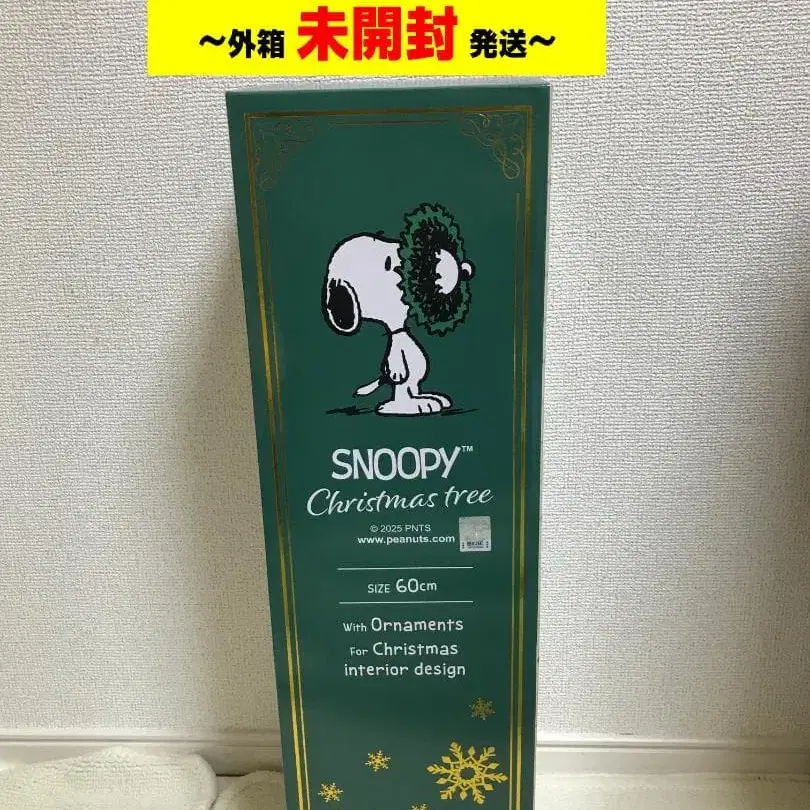 ～外箱 未開封 発送～
SNOOPY™
Christmas tree
© 2025 PNTS
www.peanuts.com
SIZE 60cm
With Ornaments
For Christmas
interior design